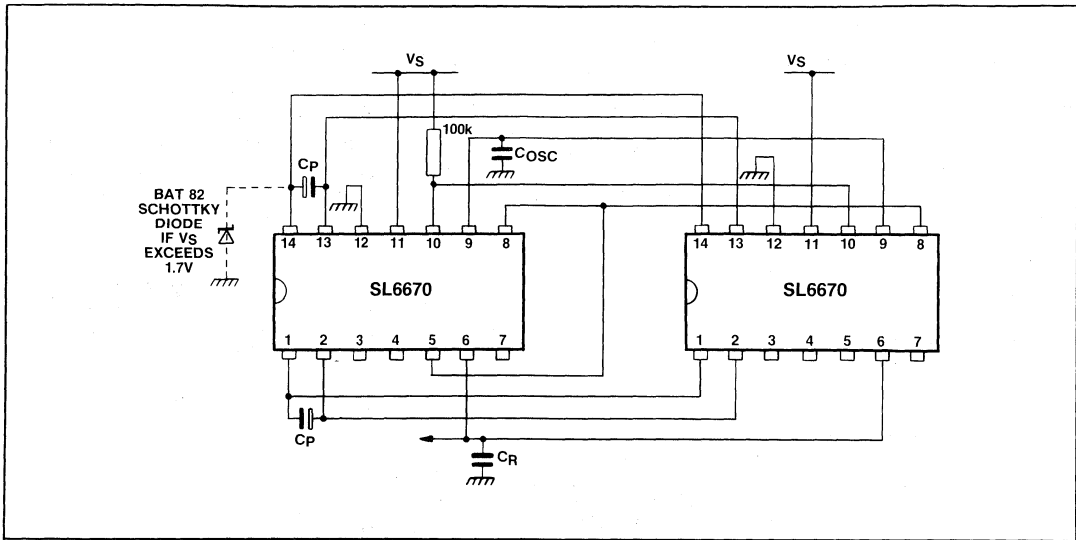 VS
VS
100k
COSC
CP
BAT 82
SCHOTTKY
DIODE
IF VS
EXCEEDS
1.7V
14 13 12 11 10 9 8
14 13 12 11 10 9 8
SL6670
SL6670
1 2 3 4 5 6 7
1 2 3 4 5 6 7
CP
CR